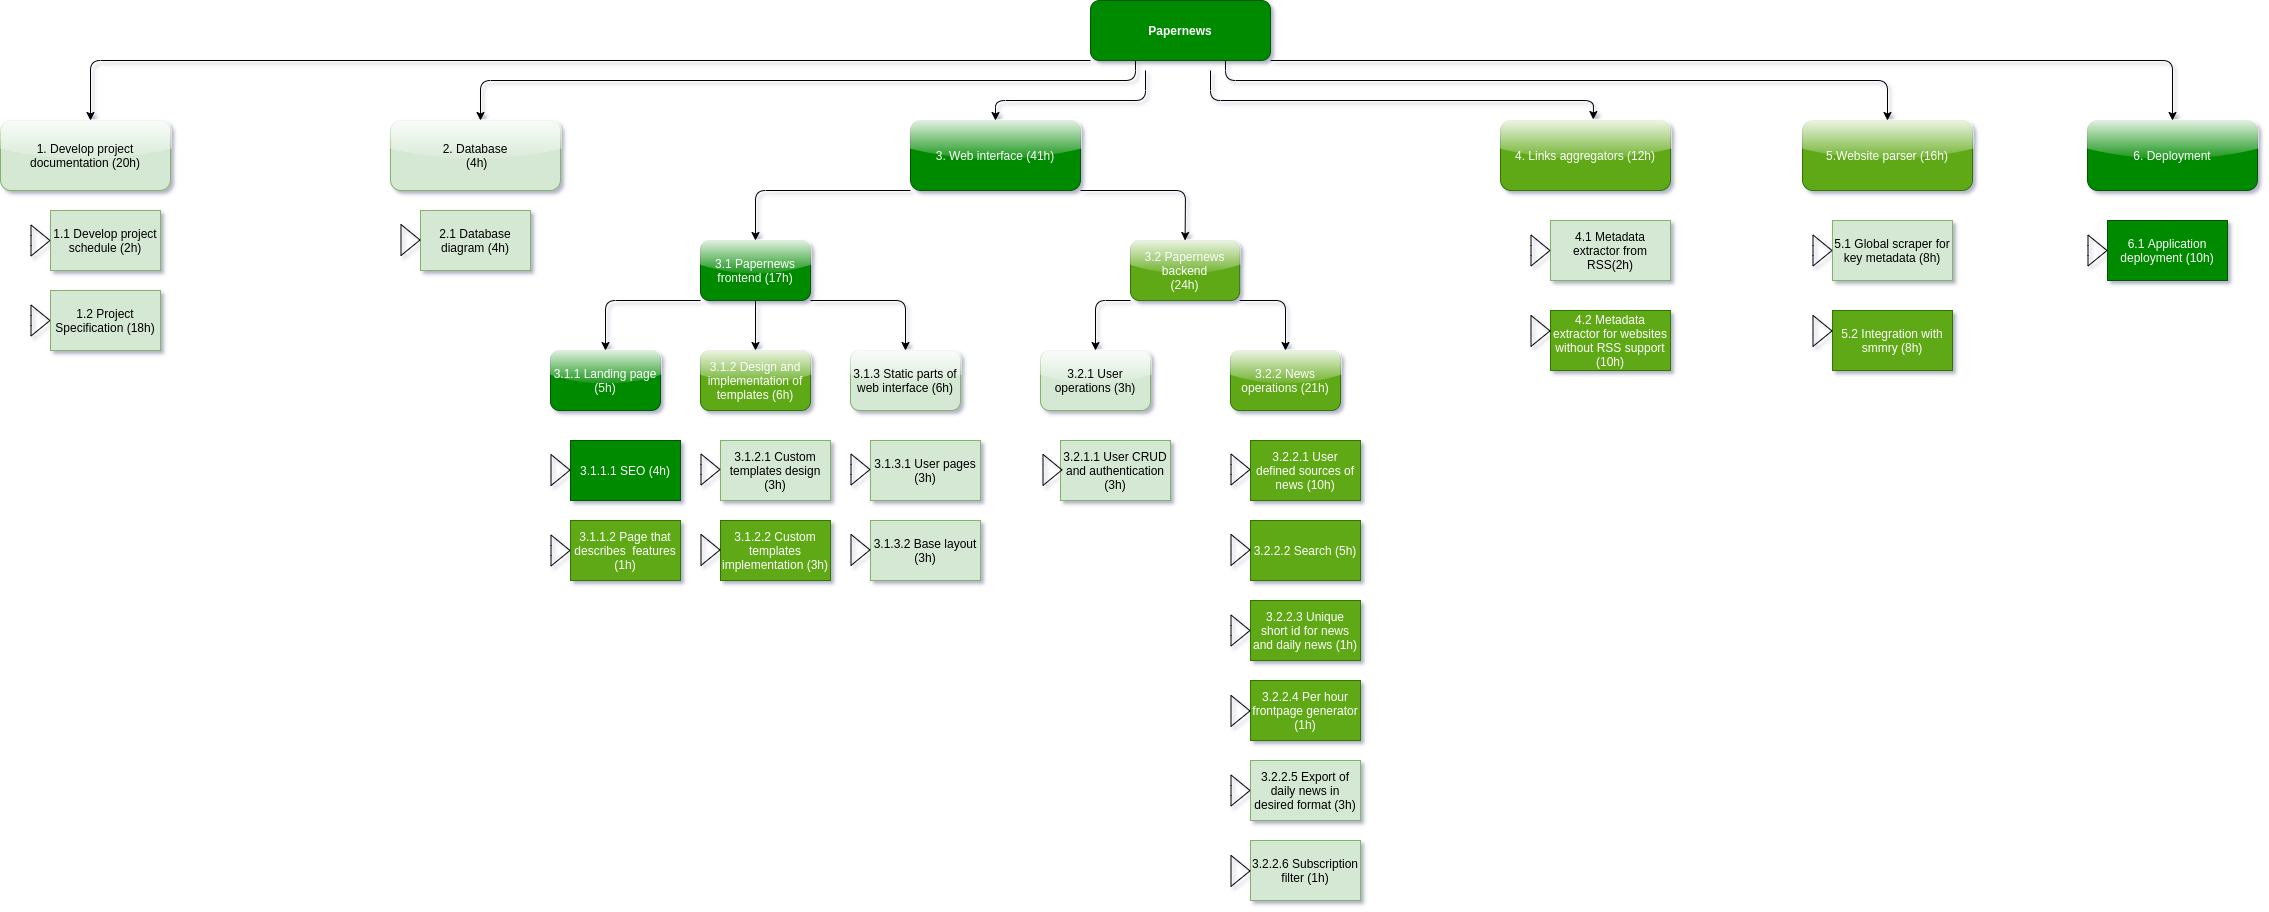 Papernews
1. Develop project
documentation (20h)
2. Database
(4h)
3. Web interface (41h)
4. Links aggregators (12h)
5.Website parser (16h)
6. Deployment
1.1 Develop project
schedule (2h)
1.2 Project
Specification (18h)
2.1 Database
diagram (4h)
3.1 Papernews
frontend (17h)
3.2 Papernews
backend
(24h)
4.1 Metadata
extractor from
RSS(2h)
4.2 Metadata
extractor for websites
without RSS support
(10h)
5.1 Global scraper for
key metadata (8h)
5.2 Integration with
smmry (8h)
6.1 Application
deployment (10h)
3.1.1 Landing page
(5h)
3.1.2 Design and
implementation of
templates (6h)
3.1.3 Static parts of
web interface (6h)
3.2.1 User
operations (3h)
3.2.2 News
operations (21h)
3.1.1.1 SEO (4h)
3.1.1.2 Page that
describes  features
(1h)
3.1.2.1 Custom
templates design
(3h)
3.1.2.2 Custom
templates
implementation (3h)
3.1.3.1 User pages
(3h)
3.1.3.2 Base layout
(3h)
3.2.1.1 User CRUD
and authentication
(3h)
3.2.2.1 User
defined sources of
news (10h)
3.2.2.2 Search (5h)
3.2.2.3 Unique
short id for news
and daily news (1h)
3.2.2.4 Per hour
frontpage generator
(1h)
3.2.2.5 Export of
daily news in
desired format (3h)
3.2.2.6 Subscription
filter (1h)